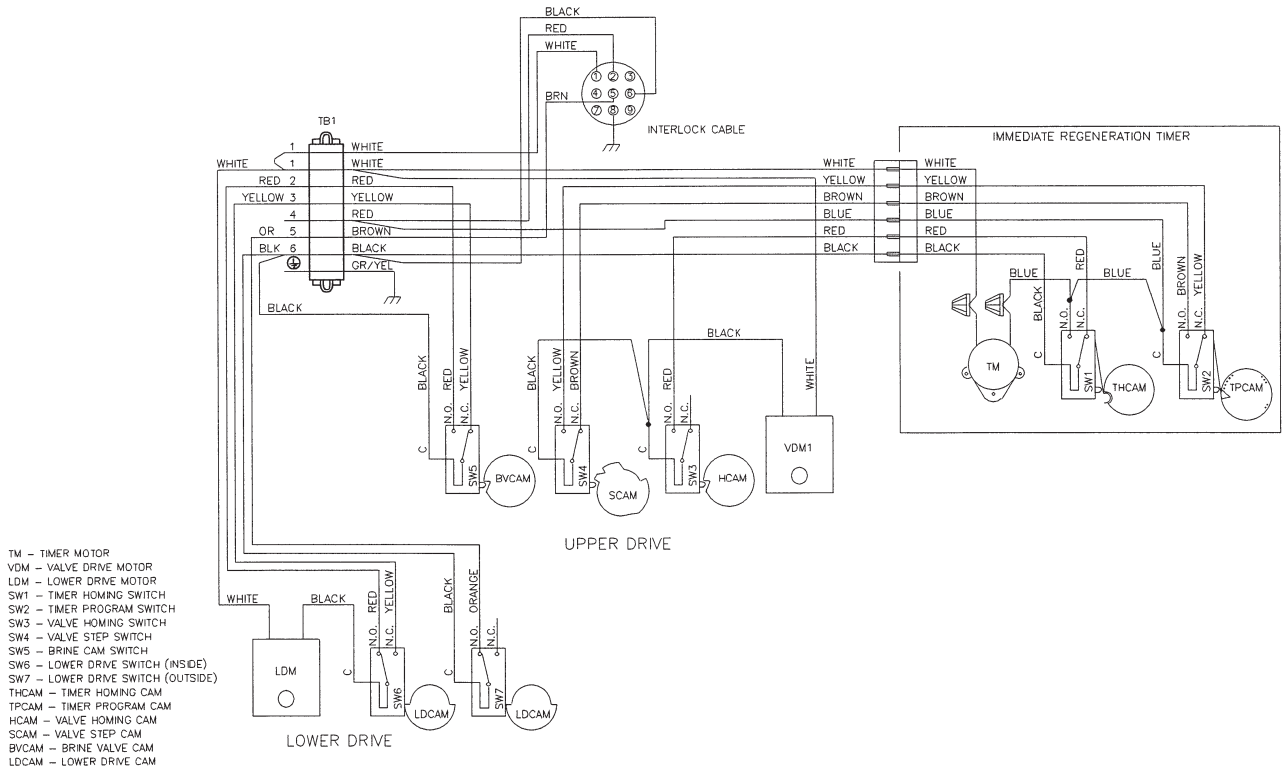 BLACK
RED
WHITE
1 2 3
4 5 6
7 8 9
BRN
INTERLOCK CABLE
TB1
IMMEDIATE REGENERATION TIMER
1 WHITE
WHITE 1 WHITE
RED 2 RED
YELLOW 3 YELLOW
4 RED
OR 5 BROWN
BLK 6 BLACK
GR/YEL
BLACK
WHITE WHITE
YELLOW YELLOW
BROWN BROWN
BLUE BLUE
RED RED
BLACK BLACK
BLUE
BLACK
RED
BLUE
BLUE
BROWN
YELLOW
N.O.
N.C.
C
SW1
N.O.
N.C.
C
SW2
TM
THCAM
TPCAM
BLACK
RED
YELLOW
N.O.
N.C.
C
SW5
BVCAM
BLACK
YELLOW
BROWN
N.O.
N.C.
C
SW4
SCAM
BLACK
RED
N.O.
N.C.
C
SW3
HCAM
WHITE
VDM1
UPPER DRIVE
WHITE
BLACK
RED
YELLOW
N.O.
N.C.
C
SW6
LDCAM
BLACK
ORANGE
N.O.
N.C.
C
SW7
LDCAM
LDM
LOWER DRIVE
TM – TIMER MOTOR
VDM – VALVE DRIVE MOTOR
LDM – LOWER DRIVE MOTOR
SW1 – TIMER HOMING SWITCH
SW2 – TIMER PROGRAM SWITCH
SW3 – VALVE HOMING SWITCH
SW4 – VALVE STEP SWITCH
SW5 – BRINE CAM SWITCH
SW6 – LOWER DRIVE SWITCH (INSIDE)
SW7 – LOWER DRIVE SWITCH (OUTSIDE)
THCAM – TIMER HOMING CAM
TPCAM – TIMER PROGRAM CAM
HCAM – VALVE HOMING CAM
SCAM – VALVE STEP CAM
BVCAM – BRINE VALVE CAM
LDCAM – LOWER DRIVE CAM